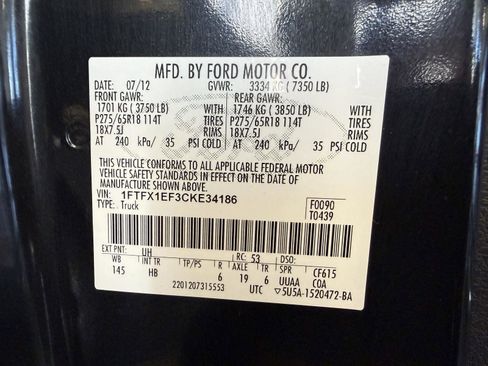 MFD. BY FORD MOTOR CO.
DATE: 07/12 GVWR: 3334 KG ( 7350 LB)
FRONT GAWR: REAR GAWR:
1701 KG ( 3750 LB) WITH 1746 KG ( 3850 LB) WITH
P275/65R18 114T TIRES P275/65R18 114T TIRES
18X7.5J RIMS 18X7.5J RIMS
AT 240 kPa/ 35 PSI COLD AT 240 kPa/ 35 PSI COLD
THIS VEHICLE CONFORMS TO ALL APPLICABLE FEDERAL MOTOR
VEHICLE SAFETY STANDARDS IN EFFECT ON THE DATE OF
MANUFACTURE SHOWN ABOVE.
VIN: 1FTFX1EF3CKE34186 F0090
TYPE: Truck T0439
EXT PNT: UH RC: 53 DSO:
WB INT TR TP/PS R AXLE TR SPR CF615
145 HB 6 19 6 UUAA COA
2201207315553 UTC ▽5U5A-1520472-BA